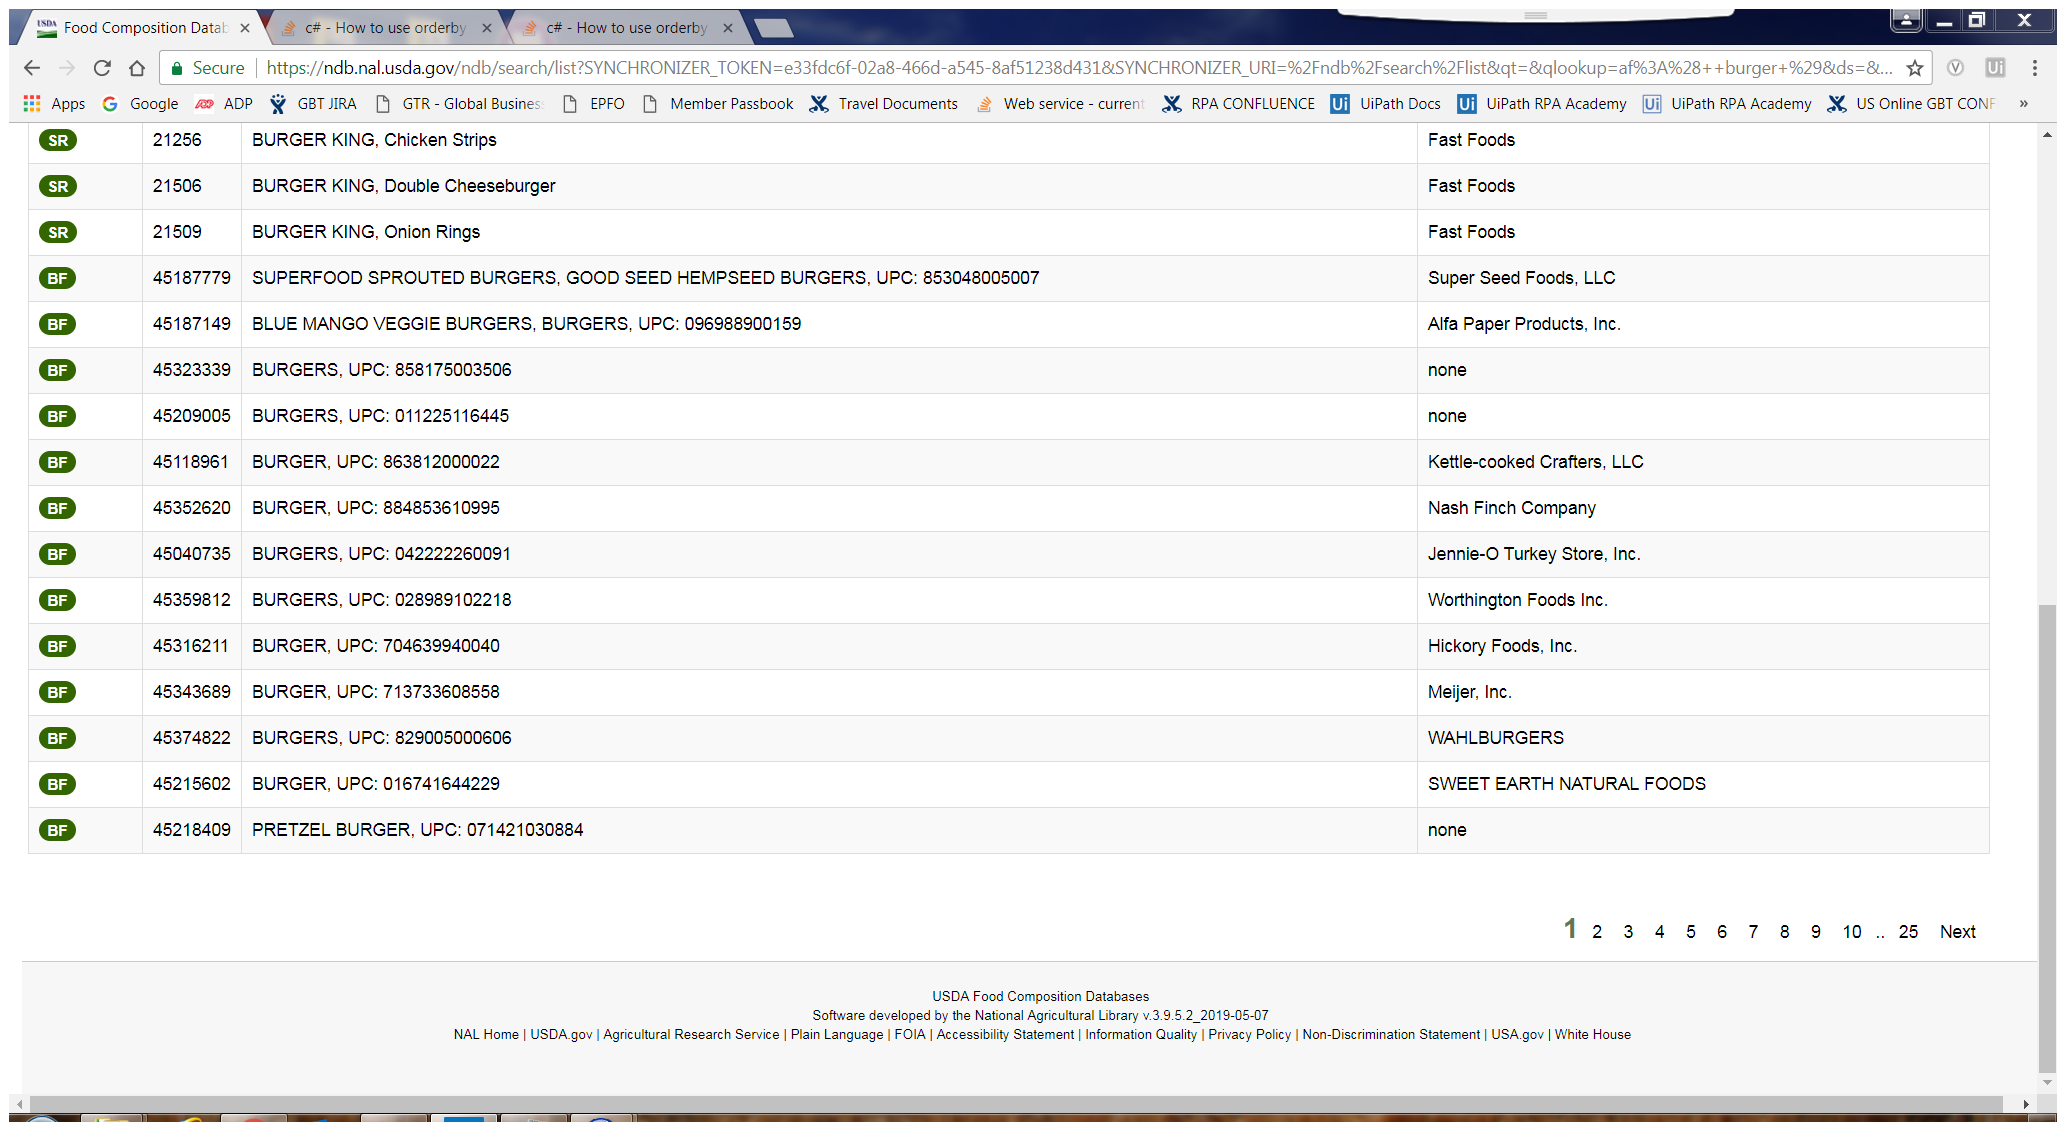 USDA Food Composition Datab × c# - How to use orderby × c# - How to use orderby ×
Secure | https://ndb.nal.usda.gov/ndb/search/list?SYNCHRONIZER_TOKEN=e33fdc6f-02a8-466d-a545-8af51238d431&SYNCHRONIZER_URI=%2Fndb%2Fsearch%2Flist&qt=&qlookup=af%3A%28++burger+%29&ds=&...
Apps Google ADP GBT JIRA GTR - Global Busines EPFO Member Passbook Travel Documents Web service - curren RPA CONFLUENCE UiPath Docs UiPath RPA Academy UiPath RPA Academy US Online GBT CONF »
SR 21256 BURGER KING, Chicken Strips Fast Foods
SR 21506 BURGER KING, Double Cheeseburger Fast Foods
SR 21509 BURGER KING, Onion Rings Fast Foods
BF 45187779 SUPERFOOD SPROUTED BURGERS, GOOD SEED HEMPSEED BURGERS, UPC: 853048005007 Super Seed Foods, LLC
BF 45187149 BLUE MANGO VEGGIE BURGERS, BURGERS, UPC: 096988900159 Alfa Paper Products, Inc.
BF 45323339 BURGERS, UPC: 858175003506 none
BF 45209005 BURGERS, UPC: 011225116445 none
BF 45118961 BURGER, UPC: 863812000022 Kettle-cooked Crafters, LLC
BF 45352620 BURGER, UPC: 884853610995 Nash Finch Company
BF 45040735 BURGERS, UPC: 042222260091 Jennie-O Turkey Store, Inc.
BF 45359812 BURGERS, UPC: 028989102218 Worthington Foods Inc.
BF 45316211 BURGER, UPC: 704639940040 Hickory Foods, Inc.
BF 45343689 BURGER, UPC: 713733608558 Meijer, Inc.
BF 45374822 BURGERS, UPC: 829005000606 WAHLBURGERS
BF 45215602 BURGER, UPC: 016741644229 SWEET EARTH NATURAL FOODS
BF 45218409 PRETZEL BURGER, UPC: 071421030884 none
1 2 3 4 5 6 7 8 9 10 .. 25 Next
USDA Food Composition Databases
Software developed by the National Agricultural Library v.3.9.5.2_2019-05-07
NAL Home | USDA.gov | Agricultural Research Service | Plain Language | FOIA | Accessibility Statement | Information Quality | Privacy Policy | Non-Discrimination Statement | USA.gov | White House